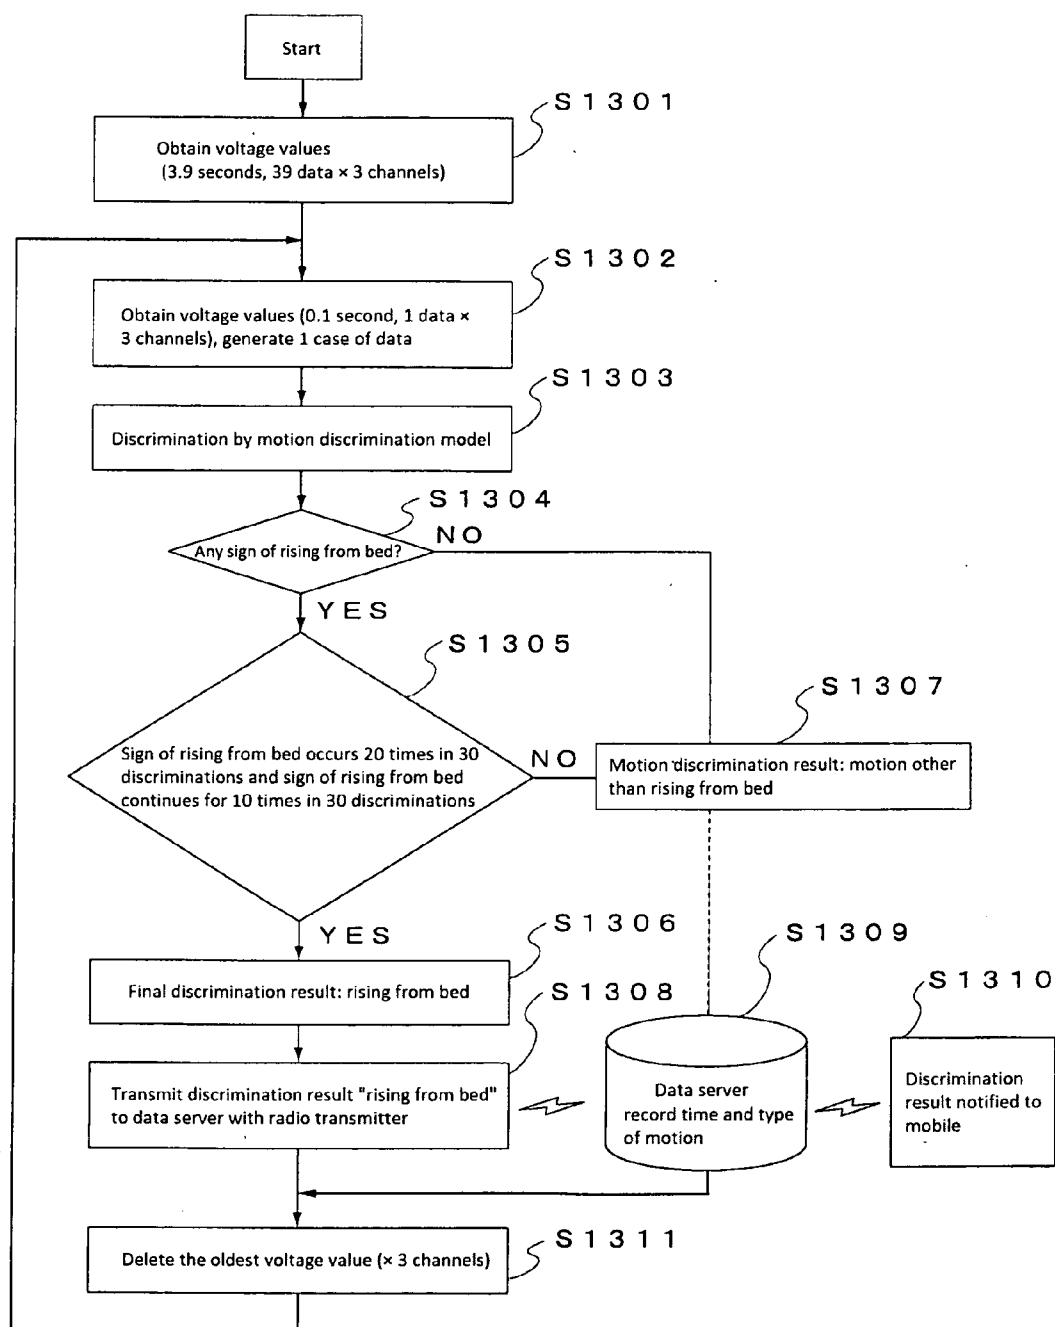 Start
S1301
Obtain voltage values
(3.9 seconds, 39 data × 3 channels)
S1302
Obtain voltage values (0.1 second, 1 data ×
3 channels), generate 1 case of data
S1303
Discrimination by motion discrimination model
S1304
Any sign of rising from bed?
NO
YES
S1305
Sign of rising from bed occurs 20 times in 30
discriminations and sign of rising from bed
continues for 10 times in 30 discriminations
NO
S1307
Motion discrimination result: motion other
than rising from bed
YES
S1306
Final discrimination result: rising from bed
S1308
Transmit discrimination result "rising from bed"
to data server with radio transmitter
S1309
Data server
record time and type
of motion
S1310
Discrimination
result notified to
mobile
S1311
Delete the oldest voltage value (× 3 channels)